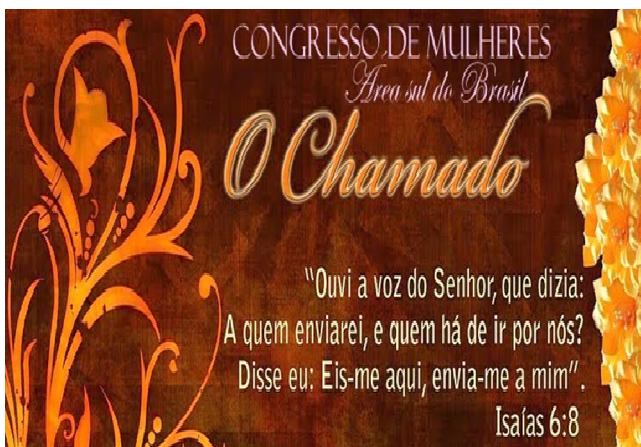 CONGRESSO DE MULHERES
Area sul do Brasil
O Chamado
"Ouvi a voz do Senhor, que dizia:
A quem enviarei, e quem há de ir por nós?
Disse eu: Eis-me aqui, envia-me a mim".
Isaías 6:8